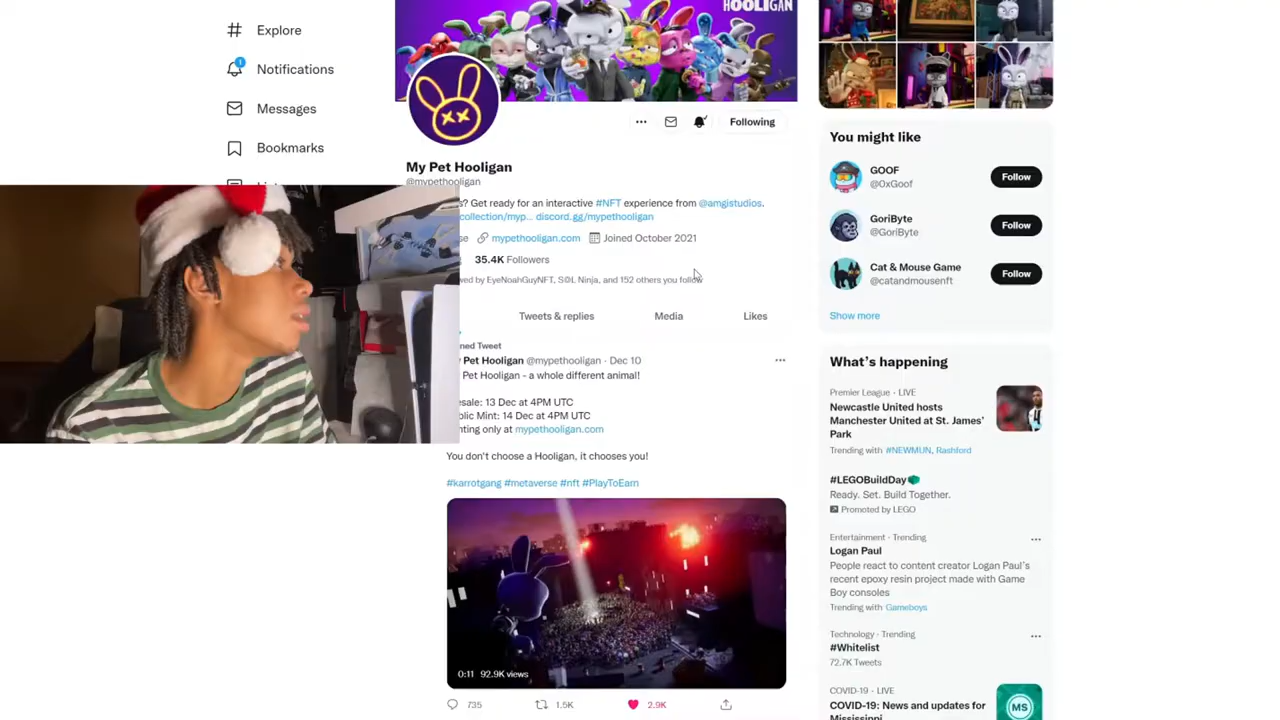 HOOLIGAN
Explore
1
Notifications
Messages
Bookmarks
Following
My Pet Hooligan
@mypethooligan
s? Get ready for an interactive #NFT experience from @amgistudios.
collection/myp... discord.gg/mypethooligan
se mypethooligan.com Joined October 2021
35.4K Followers
wed by EyeNoahGuyNFT, S@L Ninja, and 152 others you follow
Tweets & replies Media Likes
ned Tweet
Pet Hooligan @mypethooligan · Dec 10
Pet Hooligan - a whole different animal!
esale: 13 Dec at 4PM UTC
blic Mint: 14 Dec at 4PM UTC
nting only at mypethooligan.com
You don't choose a Hooligan, it chooses you!
#karrotgang #metaverse #nft #PlayToEarn
0:11 92.9K views
735 1.5K 2.9K
You might like
GOOF
@0xGoof
Follow
GoriByte
@GoriByte
Follow
Cat & Mouse Game
@catandmousenft
Follow
Show more
What's happening
Premier League · LIVE
Newcastle United hosts
Manchester United at St. James'
Park
Trending with #NEWMUN, Rashford
#LEGOBuildDay
Ready. Set. Build Together.
Promoted by LEGO
Entertainment · Trending
Logan Paul
People react to content creator Logan Paul's
recent epoxy resin project made with Game
Boy consoles
Trending with Gameboys
Technology · Trending
#Whitelist
72.7K Tweets
COVID-19 · LIVE
COVID-19: News and updates for
Mississippi
MS